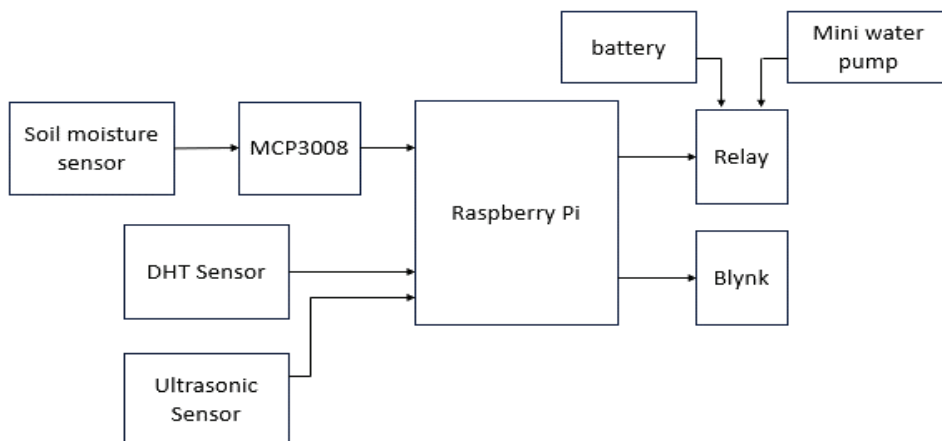 battery
Mini water
pump
Soil moisture
sensor
MCP3008
Raspberry Pi
Relay
DHT Sensor
Blynk
Ultrasonic
Sensor